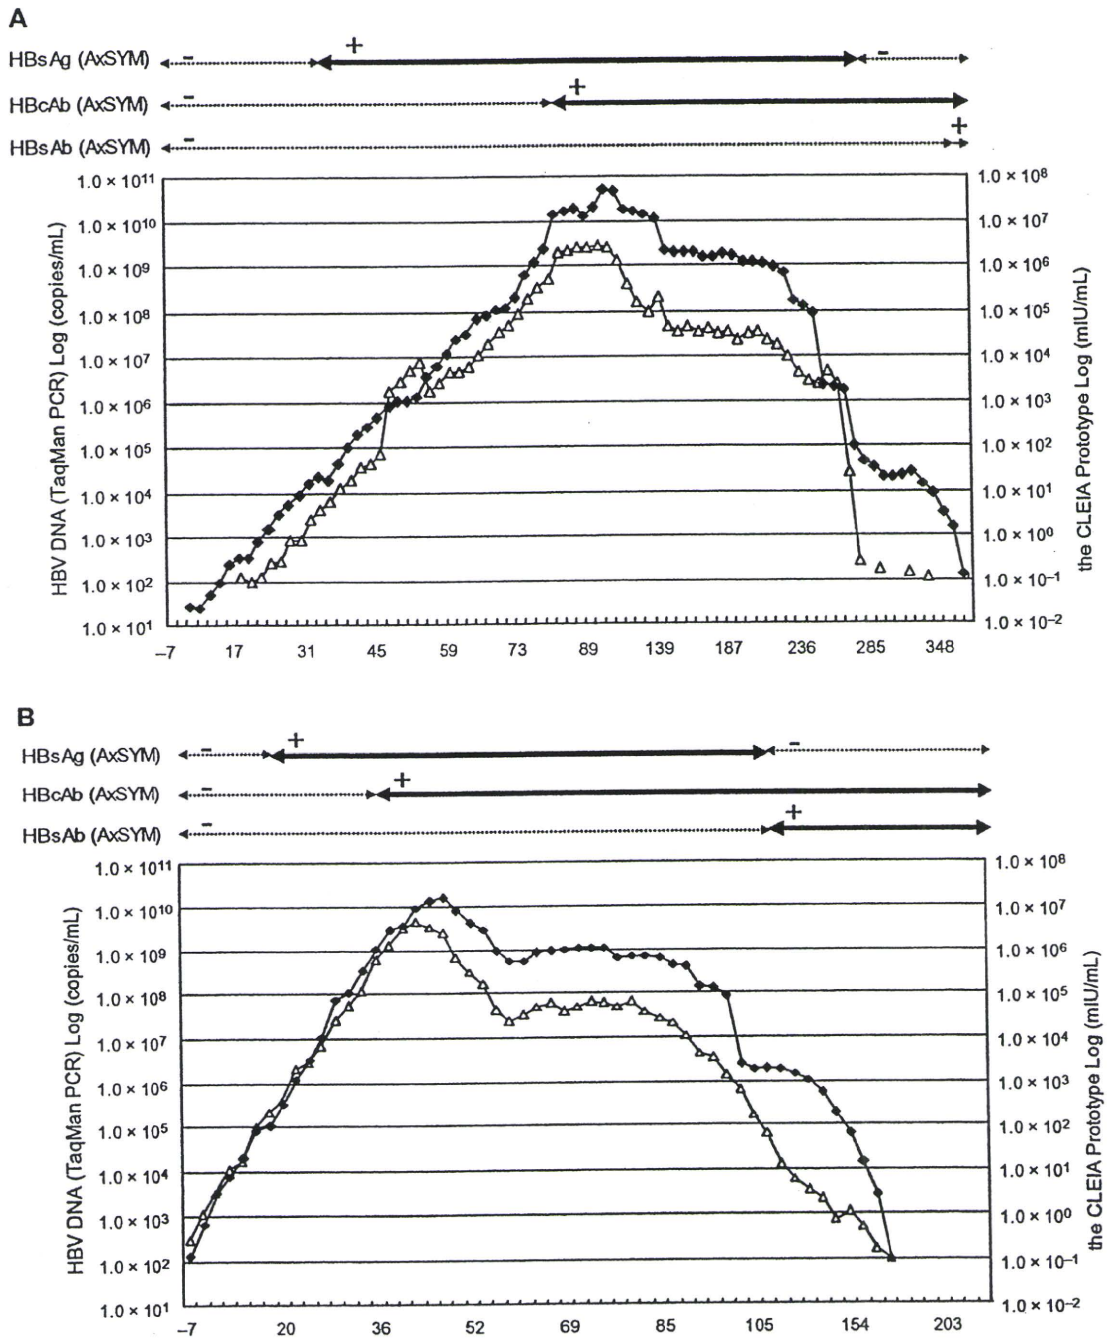 A
HBsAg (AxSYM) - + -
HBcAb (AxSYM) - +
HBsAb (AxSYM) - +
HBV DNA (TaqMan PCR) Log (copies/mL)
1.0 × 10¹¹
1.0 × 10¹⁰
1.0 × 10⁹
1.0 × 10⁸
1.0 × 10⁷
1.0 × 10⁶
1.0 × 10⁵
1.0 × 10⁴
1.0 × 10³
1.0 × 10²
1.0 × 10¹
1.0 × 10⁸
1.0 × 10⁷
1.0 × 10⁶
1.0 × 10⁵
1.0 × 10⁴
1.0 × 10³
1.0 × 10²
1.0 × 10¹
1.0 × 10⁰
1.0 × 10⁻¹
1.0 × 10⁻²
the CLEIA Prototype Log (mIU/mL)
–7 17 31 45 59 73 89 139 187 236 285 348
B
HBsAg (AxSYM) - + -
HBcAb (AxSYM) - +
HBsAb (AxSYM) - +
HBV DNA (TaqMan PCR) Log (copies/mL)
1.0 × 10¹¹
1.0 × 10¹⁰
1.0 × 10⁹
1.0 × 10⁸
1.0 × 10⁷
1.0 × 10⁶
1.0 × 10⁵
1.0 × 10⁴
1.0 × 10³
1.0 × 10²
1.0 × 10¹
1.0 × 10⁸
1.0 × 10⁷
1.0 × 10⁶
1.0 × 10⁵
1.0 × 10⁴
1.0 × 10³
1.0 × 10²
1.0 × 10¹
1.0 × 10⁰
1.0 × 10⁻¹
1.0 × 10⁻²
the CLEIA Prototype Log (mIU/mL)
–7 20 36 52 69 85 105 154 203